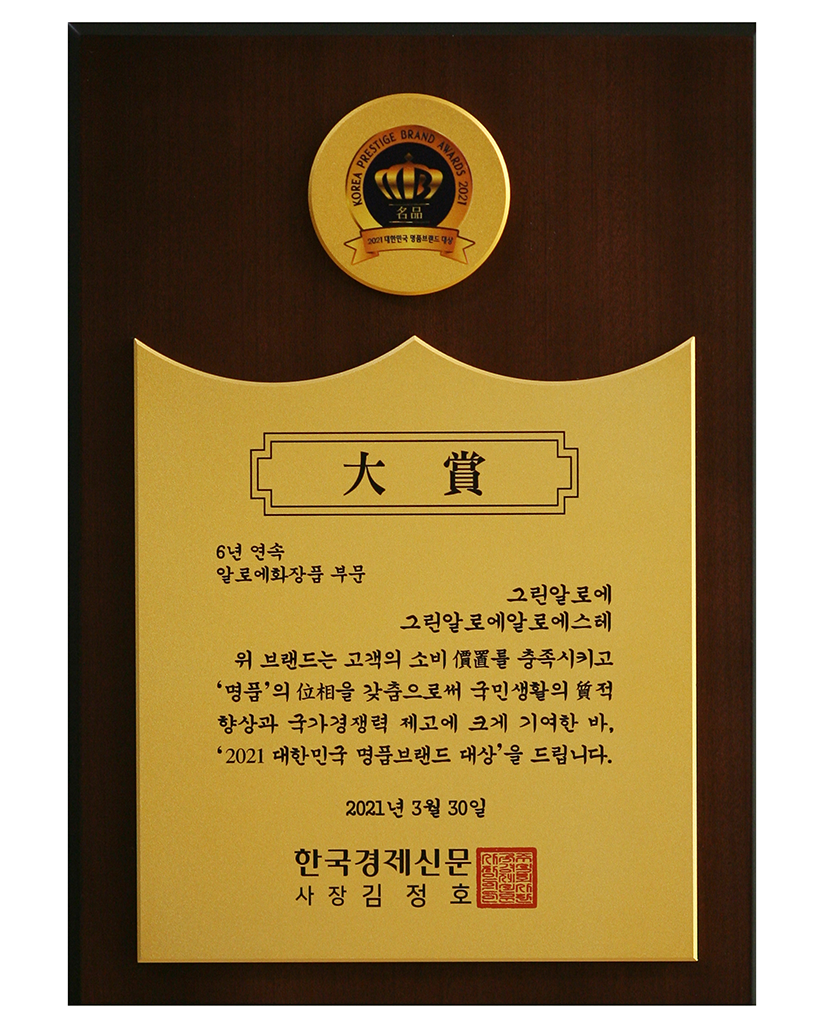 KOREA PRESTIGE BRAND AWARDS 2021
名品
2021 대한민국 명품브랜드 대상
大賞
6년 연속
알로에화장품 부문
그린알로에
그린알로에알로에스테
위 브랜드는 고객의 소비 價置를 충족시키고
‘명품’의 位相을 갖춤으로써 국민생활의 質적
향상과 국가경쟁력 제고에 크게 기여한 바,
‘2021 대한민국 명품브랜드 대상’을 드립니다.
2021년 3월 30일
한국경제신문
사장김정호